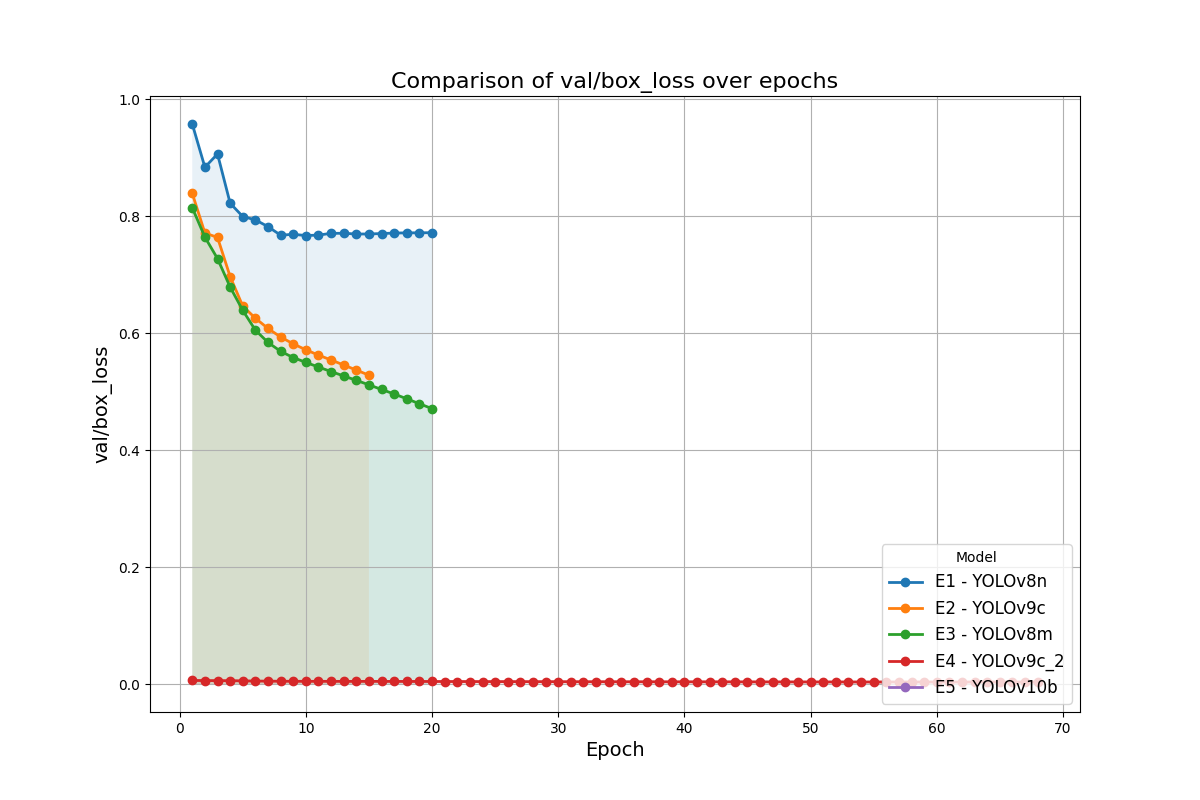 Comparison of val/box_loss over epochs
val/box_loss
1.0
0.8
0.6
0.4
0.2
0.0
Model
E1 - YOLOv8n
E2 - YOLOv9c
E3 - YOLOv8m
E4 - YOLOv9c_2
E5 - YOLOv10b
0 10 20 30 40 50 60 70
Epoch